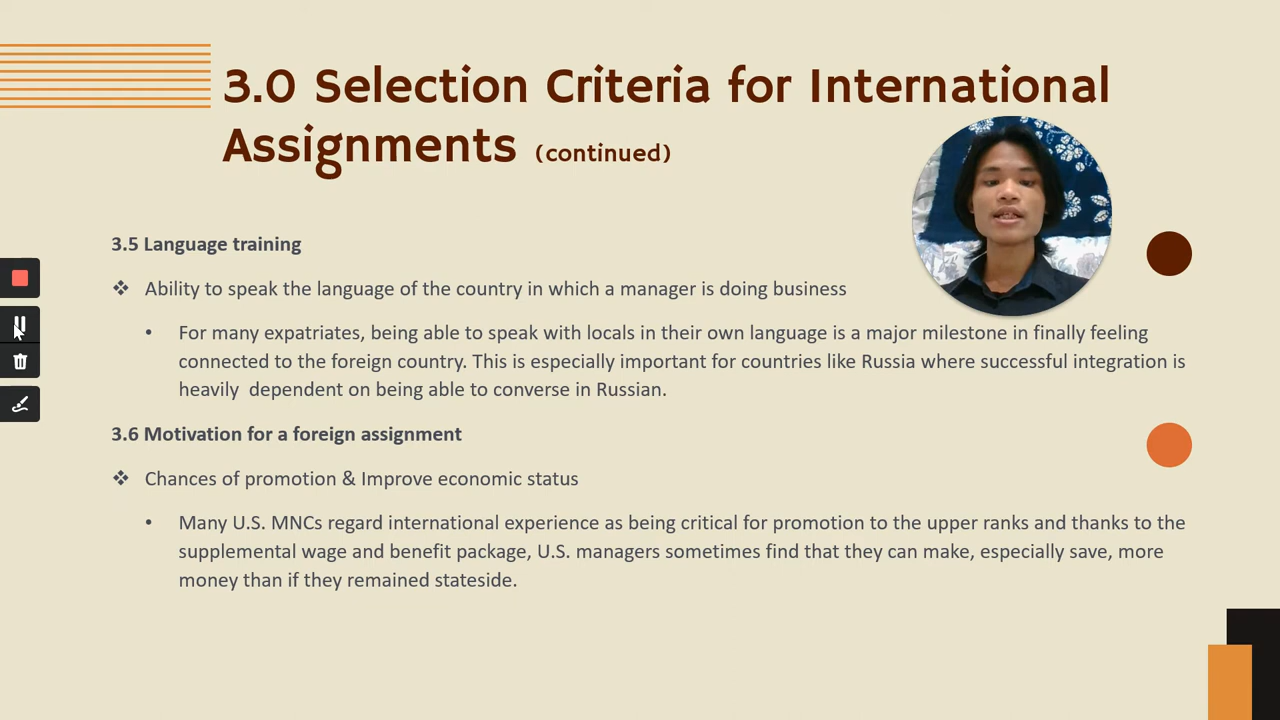 3.0 Selection Criteria for International
Assignments (continued)
3.5 Language training
❖ Ability to speak the language of the country in which a manager is doing business
• For many expatriates, being able to speak with locals in their own language is a major milestone in finally feeling
connected to the foreign country. This is especially important for countries like Russia where successful integration is
heavily  dependent on being able to converse in Russian.
3.6 Motivation for a foreign assignment
❖ Chances of promotion & Improve economic status
• Many U.S. MNCs regard international experience as being critical for promotion to the upper ranks and thanks to the
supplemental wage and benefit package, U.S. managers sometimes find that they can make, especially save, more
money than if they remained stateside.